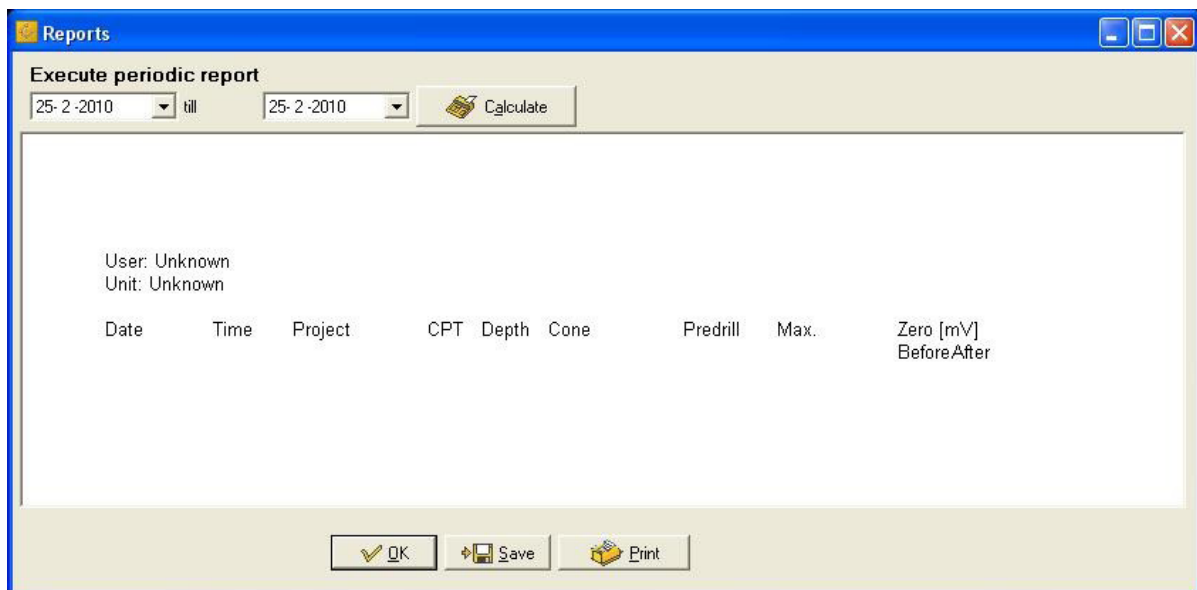 Reports
Execute periodic report
25- 2 -2010 till 25- 2 -2010 Calculate
User: Unknown
Unit: Unknown
Date Time Project CPT Depth Cone Predrill Max. Zero [mV]
BeforeAfter
OK Save Print